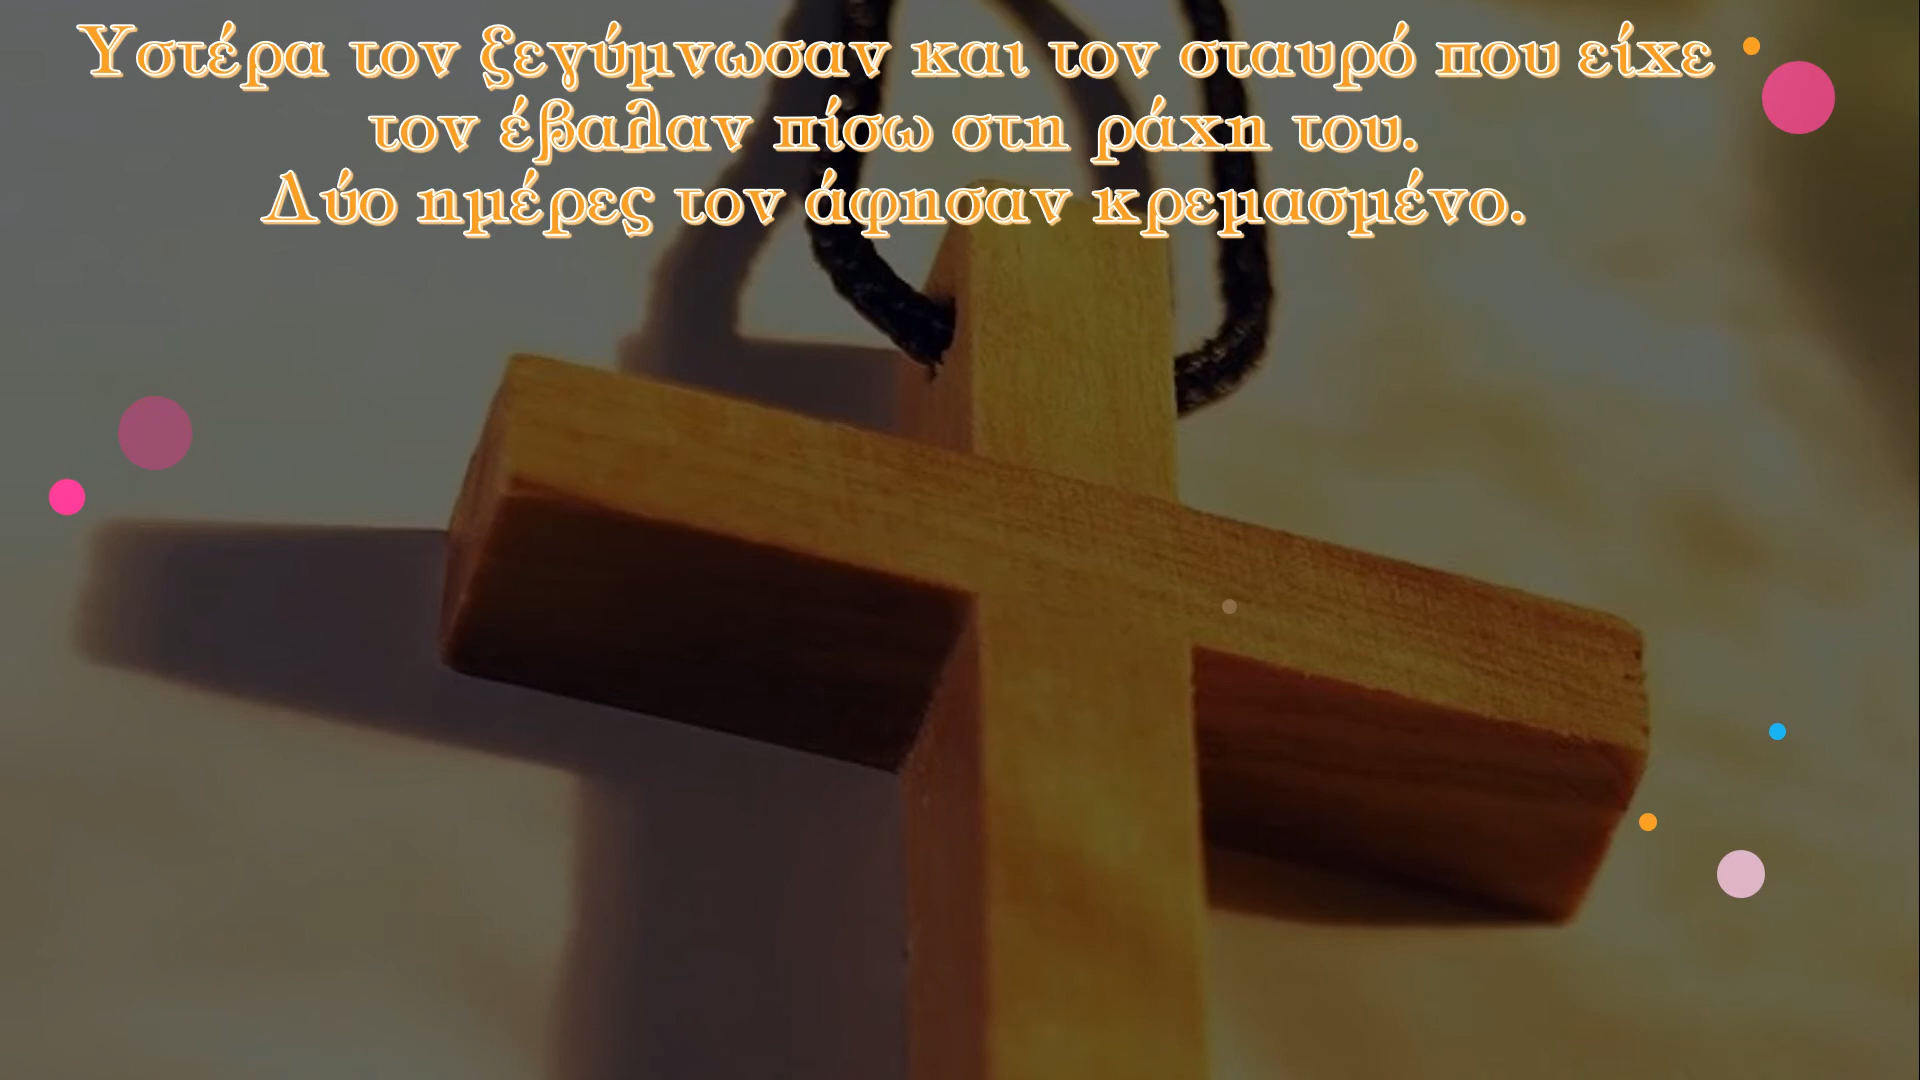 Υστέρα τον ξεγύμνωσαν και τον σταυρό που είχε
τον έβαλαν πίσω στη ράχη του.
Δύο ημέρες τον άφησαν κρεμασμένο.